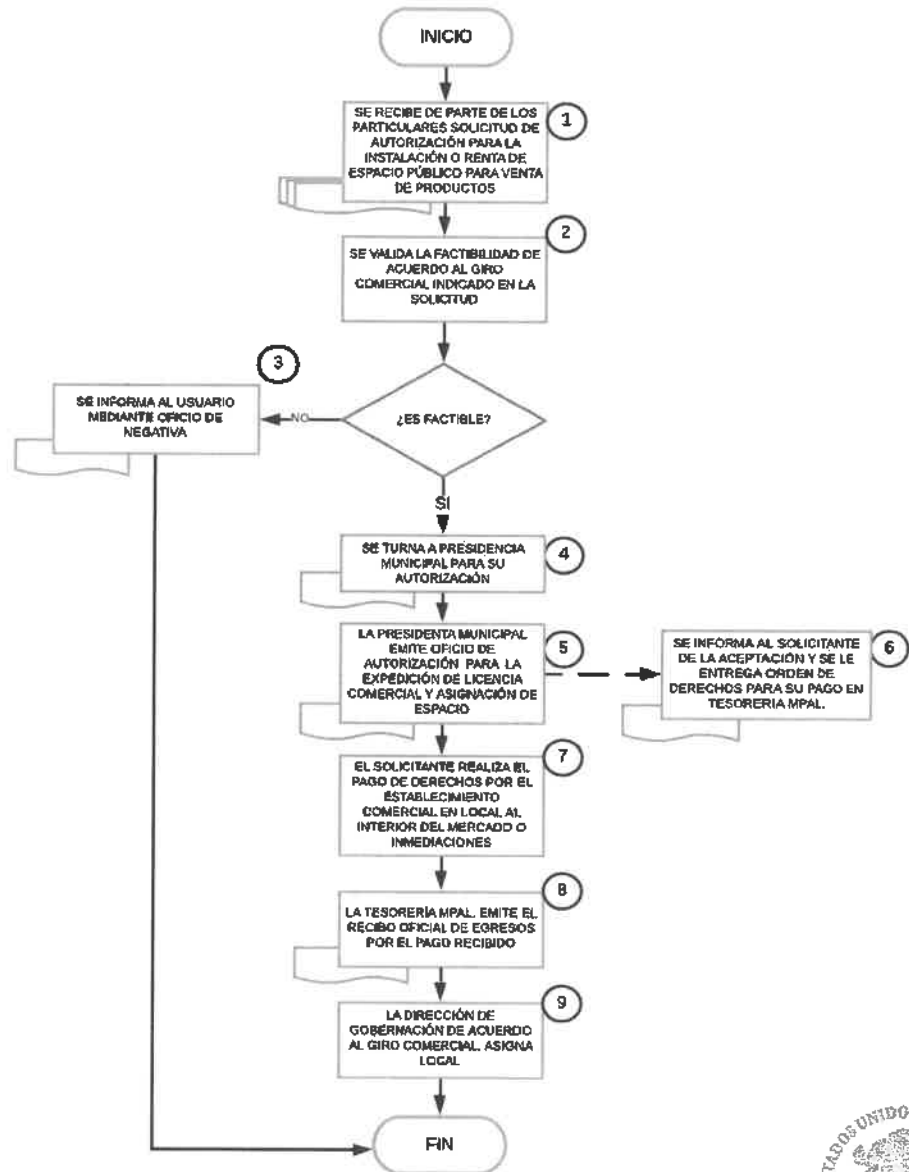 INICIO
SE RECIBE DE PARTE DE LOS
PARTICULARES SOLICITUD DE
AUTORIZACIÓN PARA LA
INSTALACIÓN O RENTA DE
ESPACIO PÚBLICO PARA VENTA
DE PRODUCTOS
1
SE VALIDA LA FACTIBILIDAD DE
ACUERDO AL GIRO
COMERCIAL INDICADO EN LA
SOLICITUD
2
¿ES FACTIBLE?
NO
3
SE INFORMA AL USUARIO
MEDIANTE OFICIO DE
NEGATIVA
SI
SE TURNA A PRESIDENCIA
MUNICIPAL PARA SU
AUTORIZACIÓN
4
LA PRESIDENTA MUNICIPAL
EMITE OFICIO DE
AUTORIZACIÓN PARA LA
EXPEDICIÓN DE LICENCIA
COMERCIAL Y ASIGNACIÓN DE
ESPACIO
5
SE INFORMA AL SOLICITANTE
DE LA ACEPTACIÓN Y SE LE
ENTREGA ORDEN DE
DERECHOS PARA SU PAGO EN
TESORERIA MPAL.
6
EL SOLICITANTE REALIZA EL
PAGO DE DERECHOS POR EL
ESTABLECIMIENTO
COMERCIAL EN LOCAL AL
INTERIOR DEL MERCADO O
INMEDIACIONES
7
LA TESORERÍA MPAL. EMITE EL
RECIBO OFICIAL DE EGRESOS
POR EL PAGO RECIBIDO
8
LA DIRECCIÓN DE
GOBERNACIÓN DE ACUERDO
AL GIRO COMERCIAL, ASIGNA
LOCAL
9
FIN
TADOS UNIDO